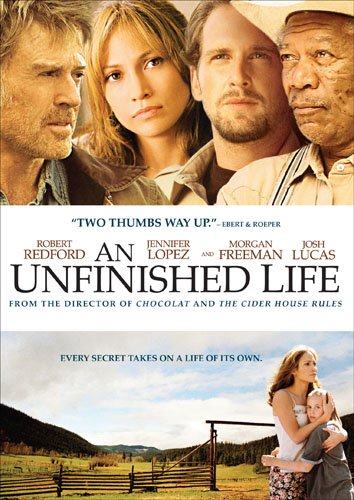 "TWO THUMBS WAY UP." – EBERT & ROEPER
ROBERT REDFORD JENNIFER LOPEZ AND MORGAN FREEMAN JOSH LUCAS
AN
UNFINISHED LIFE
FROM THE DIRECTOR OF CHOCOLAT AND THE CIDER HOUSE RULES
EVERY SECRET TAKES ON A LIFE OF ITS OWN.